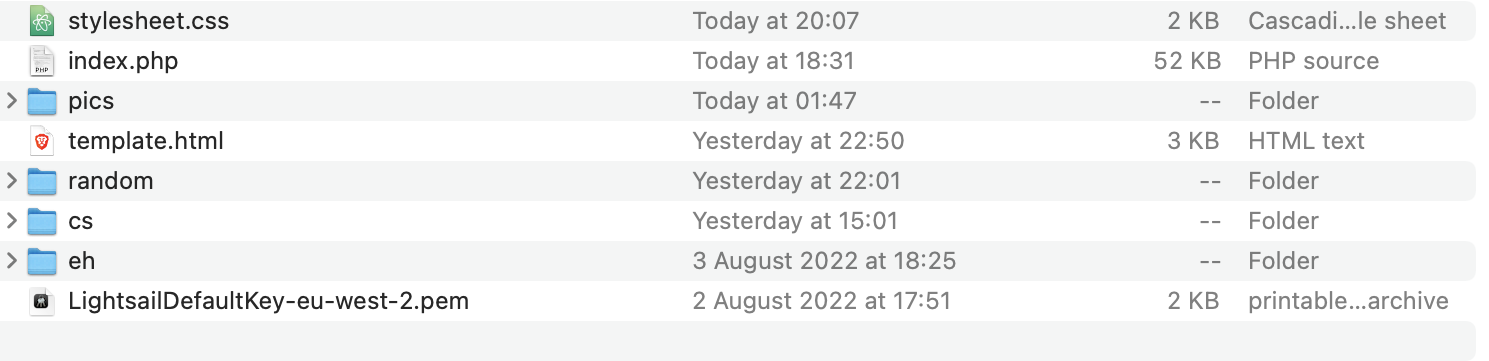 stylesheet.css Today at 20:07 2 KB Cascadi...le sheet
PHP index.php Today at 18:31 52 KB PHP source
pics Today at 01:47 -- Folder
template.html Yesterday at 22:50 3 KB HTML text
random Yesterday at 22:01 -- Folder
cs Yesterday at 15:01 -- Folder
eh 3 August 2022 at 18:25 -- Folder
LightsailDefaultKey-eu-west-2.pem 2 August 2022 at 17:51 2 KB printable...archive